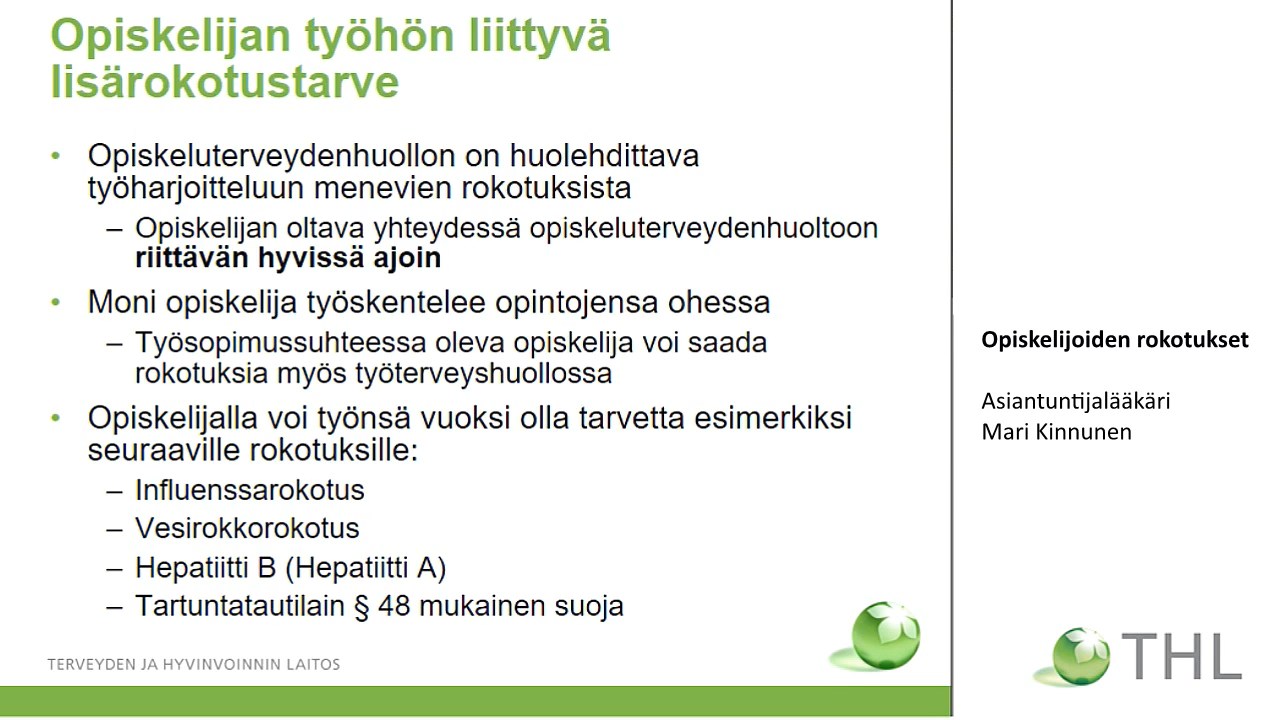 Opiskelijan työhön liittyvä
lisärokotustarve
• Opiskeluterveydenhuollon on huolehdittava
työharjoitteluun menevien rokotuksista
– Opiskelijan oltava yhteydessä opiskeluterveydenhuoltoon
riittävän hyvissä ajoin
• Moni opiskelija työskentelee opintojensa ohessa
– Työsopimussuhteessa oleva opiskelija voi saada
rokotuksia myös työterveyshuollossa
• Opiskelijalla voi työnsä vuoksi olla tarvetta esimerkiksi
seuraaville rokotuksille:
– Influenssarokotus
– Vesirokkorokotus
– Hepatiitti B (Hepatiitti A)
– Tartuntatautilain § 48 mukainen suoja
TERVEYDEN JA HYVINVOINNIN LAITOS
Opiskelijoiden rokotukset
Asiantuntijalääkäri
Mari Kinnunen
THL